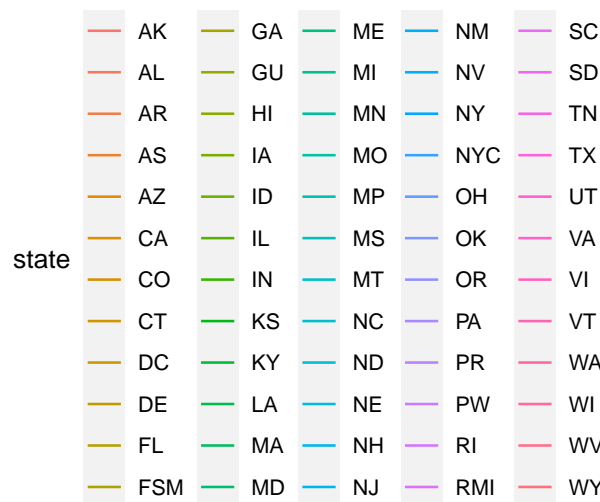 state
AK GA ME NM SC
AL GU MI NV SD
AR HI MN NY TN
AS IA MO NYC TX
AZ ID MP OH UT
CA IL MS OK VA
CO IN MT OR VI
CT KS NC PA VT
DC KY ND PR WA
DE LA NE PW WI
FL MA NH RI WV
FSM MD NJ RMI WY